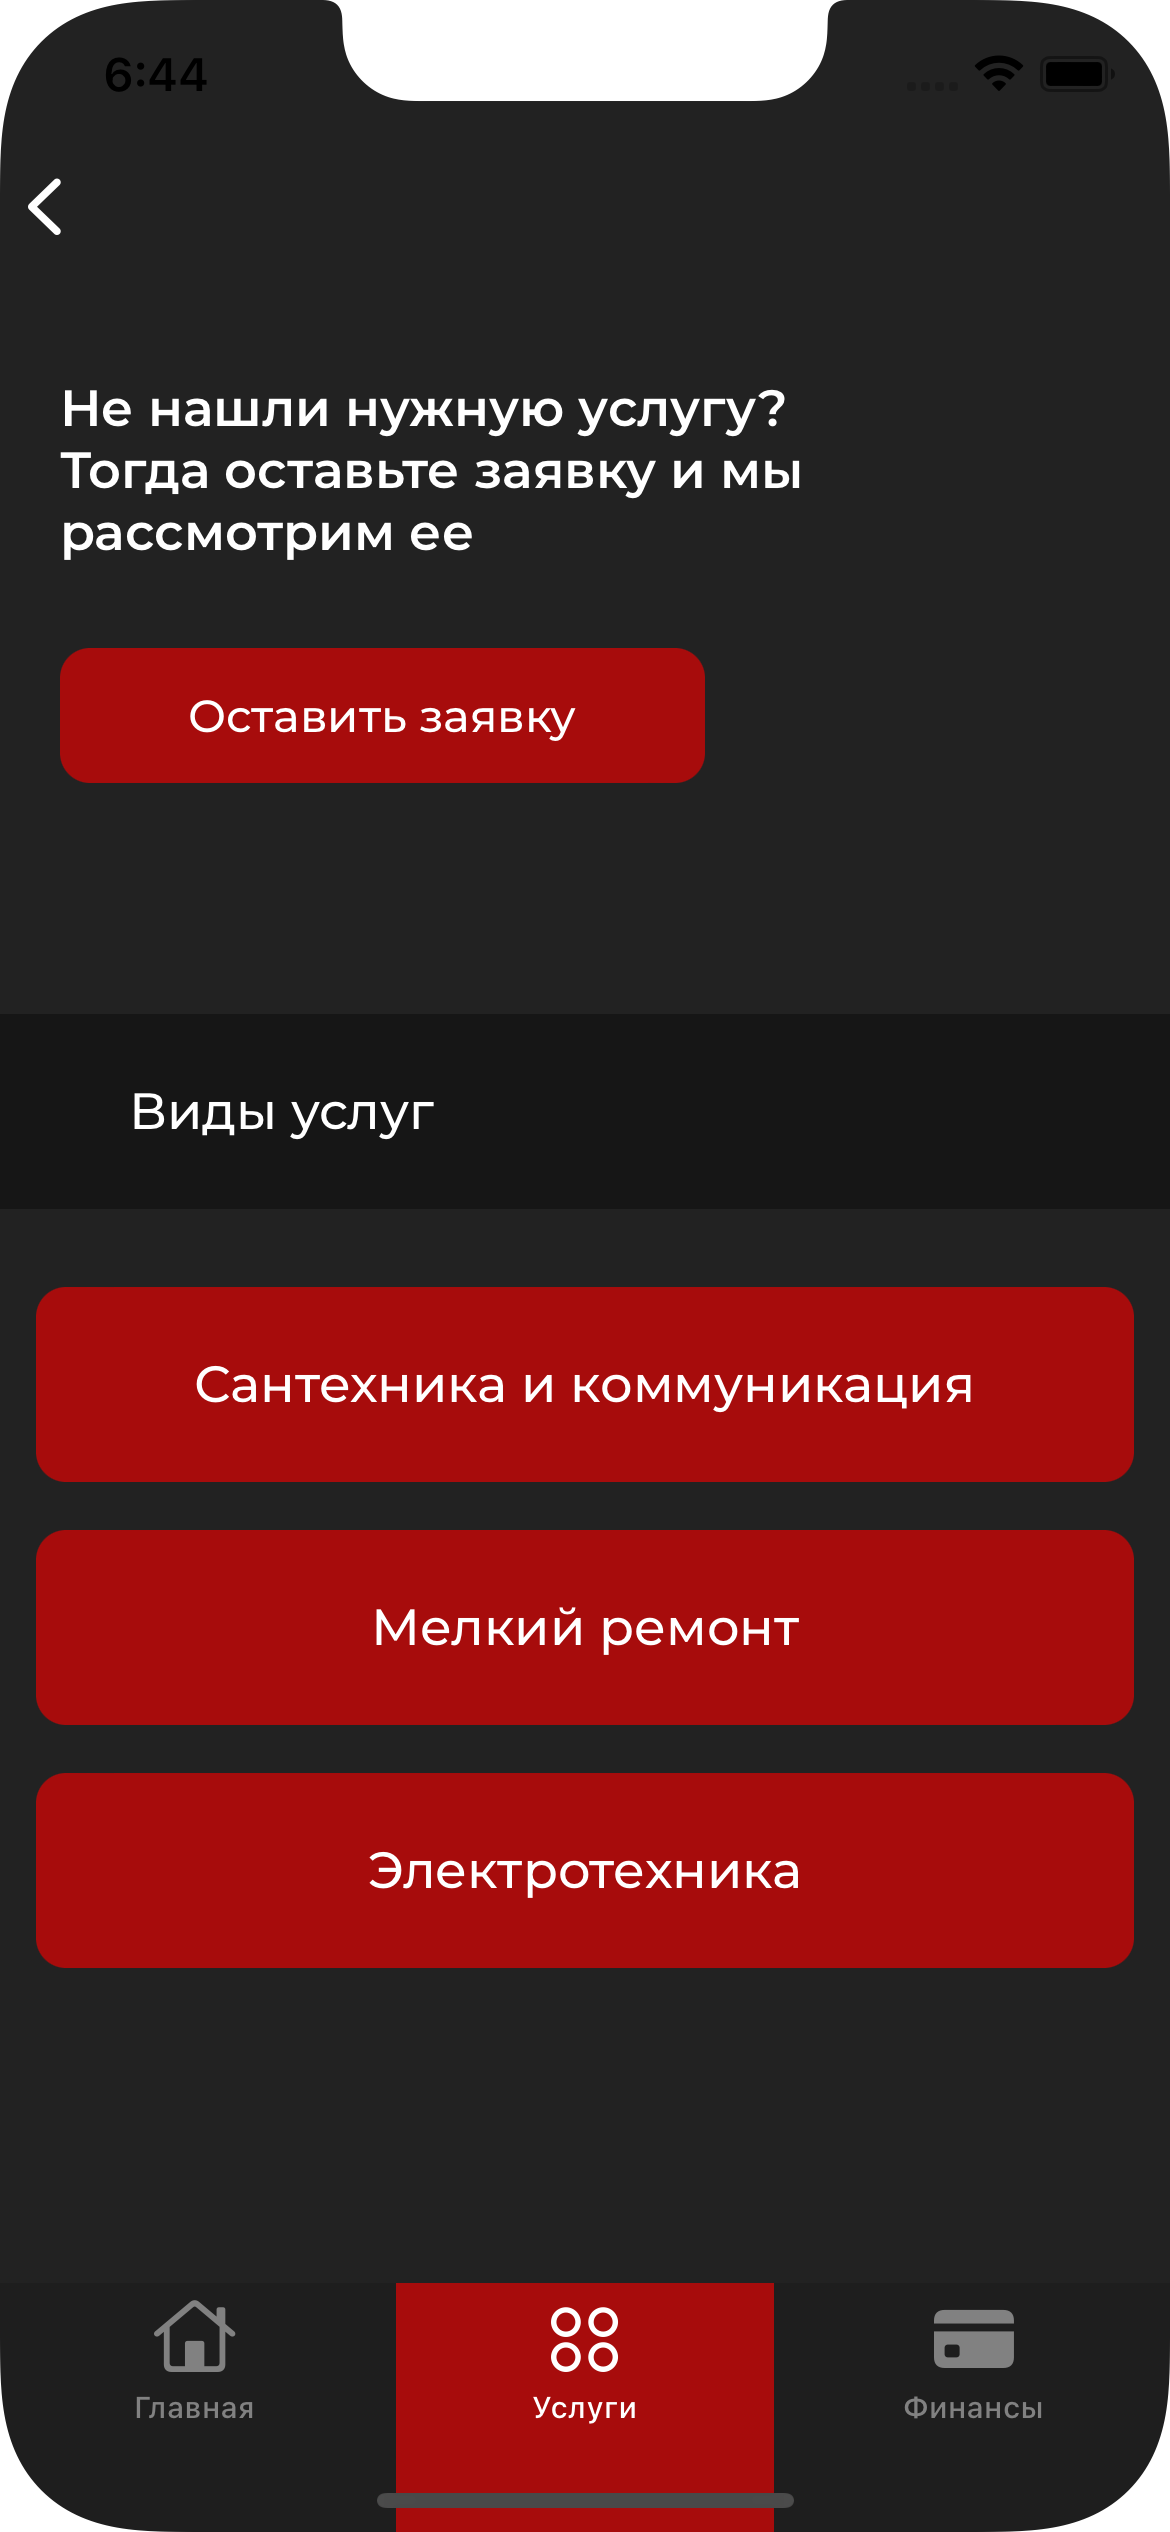 6:44
Не нашли нужную услугу?
Тогда оставьте заявку и мы
рассмотрим ее
Оставить заявку
Виды услуг
Сантехника и коммуникация
Мелкий ремонт
Электротехника
Главная
Услуги
Финансы